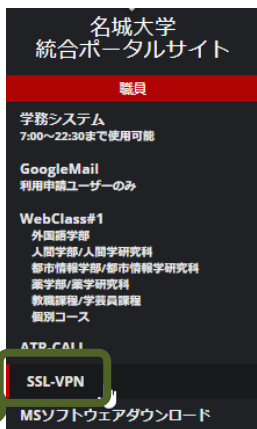 名城大学
統合ポータルサイト
職員
学務システム
7:00～22:30まで使用可能
GoogleMail
利用申請ユーザーのみ
WebClass#1
外国語学部
人間学部/人間学研究科
都市情報学部/都市情報学研究科
薬学部/薬学研究科
教職課程/学芸員課程
個別コース
ATR-CALL
SSL-VPN
MSソフトウェアダウンロード